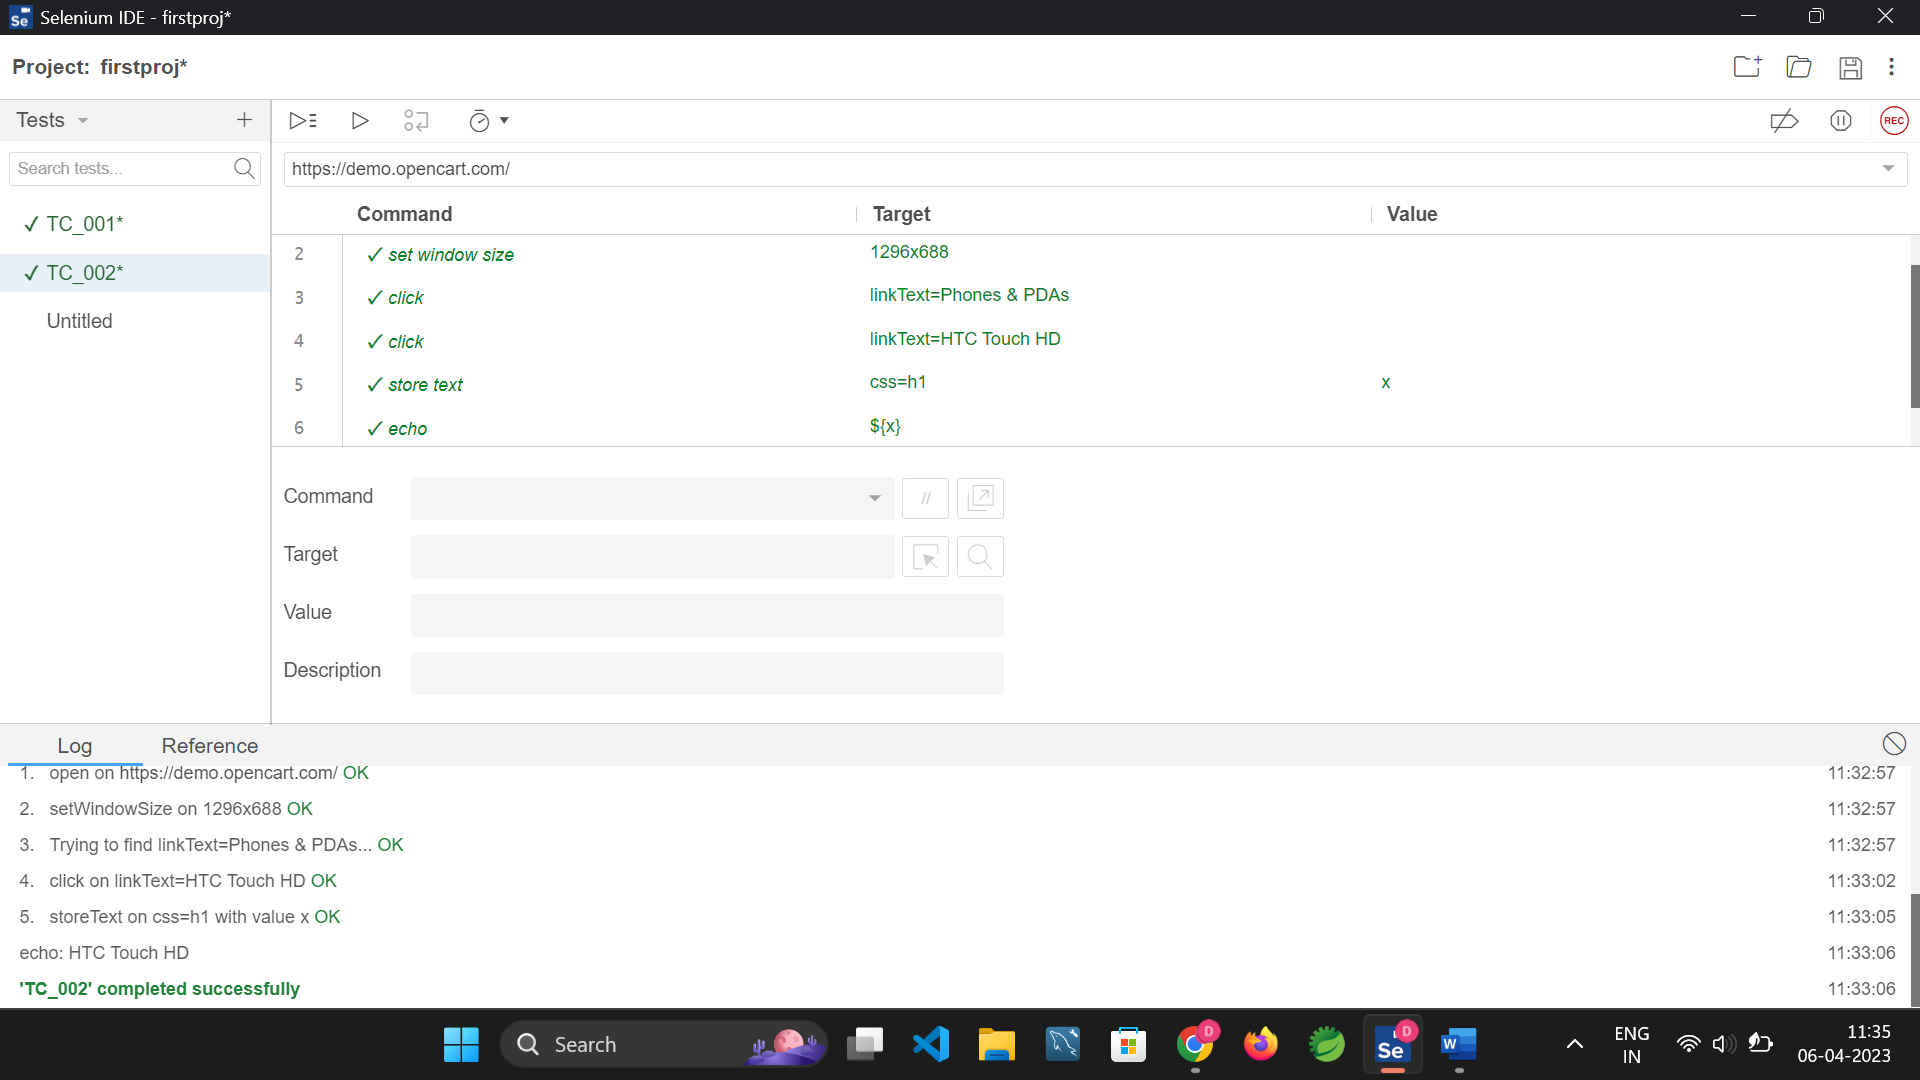 Se Selenium IDE - firstproj*
Project: firstproj*
Tests
Search tests...
✓ TC_001*
✓ TC_002*
Untitled
REC
https://demo.opencart.com/
Command Target Value
2 ✓ set window size 1296x688
3 ✓ click linkText=Phones & PDAs
4 ✓ click linkText=HTC Touch HD
5 ✓ store text css=h1 x
6 ✓ echo ${x}
Command //
Target
Value
Description
Log Reference
1. open on https://demo.opencart.com/ OK 11:32:57
2. setWindowSize on 1296x688 OK 11:32:57
3. Trying to find linkText=Phones & PDAs... OK 11:32:57
4. click on linkText=HTC Touch HD OK 11:33:02
5. storeText on css=h1 with value x OK 11:33:05
echo: HTC Touch HD 11:33:06
'TC_002' completed successfully 11:33:06
Search D Se D W ENG 11:35
IN 06-04-2023